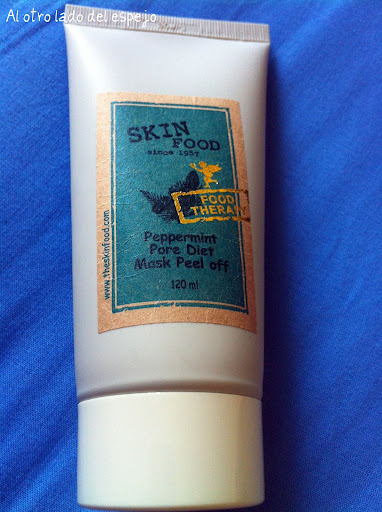 Al otro lado del espejo
SKIN
FOOD
since 1957
FOOD
THERA
Peppermint
Pore Diet
Mask Peel off
120 ml
www.theskinfood.com